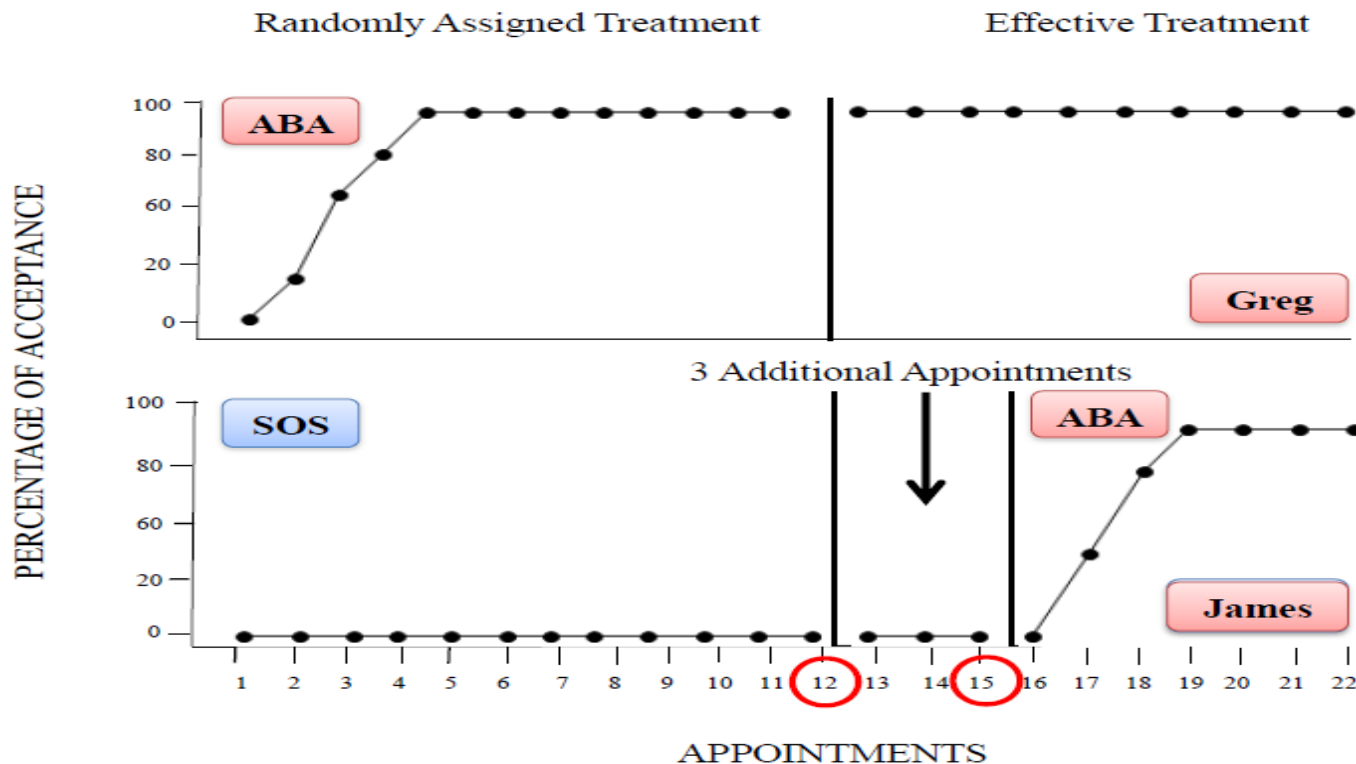 Randomly Assigned Treatment
Effective Treatment
PERCENTAGE OF ACCEPTANCE
100
80
60
20
0
ABA
Greg
3 Additional Appointments
100
80
60
20
0
SOS
ABA
James
1 2 3 4 5 6 7 8 9 10 11 12 13 14 15 16 17 18 19 20 21 22
APPOINTMENTS